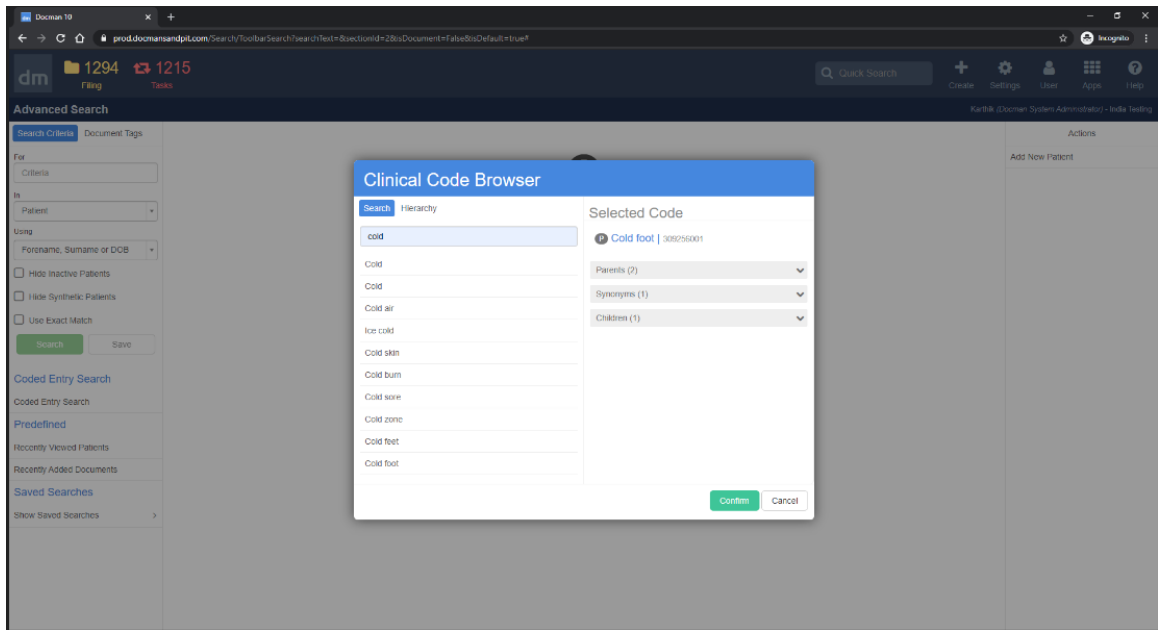 dm Docman 10
prod.docmansandpit.com/Search/ToolbarSearch?searchText=&sectionId=2&isDocument=False&isDefault=true#
Incognito
dm
1294
Filing
1215
Tasks
Quick Search
Create
Settings
User
Apps
Help
Advanced Search
Karthik (Docman System Administrator) - India Testing
Search Criteria Document Tags
For
Criteria
In
Patient
Using
Forename, Surname or DOB
Hide Inactive Patients
Hide Synthetic Patients
Use Exact Match
Search Save
Coded Entry Search
Coded Entry Search
Predefined
Recently Viewed Patients
Recently Added Documents
Saved Searches
Show Saved Searches
Clinical Code Browser
Search Hierarchy
cold
Cold
Cold
Cold air
Ice cold
Cold skin
Cold burn
Cold sore
Cold zone
Cold feet
Cold foot
Selected Code
P Cold foot | 309256001
Parents (2)
Synonyms (1)
Children (1)
Confirm Cancel
Actions
Add New Patient